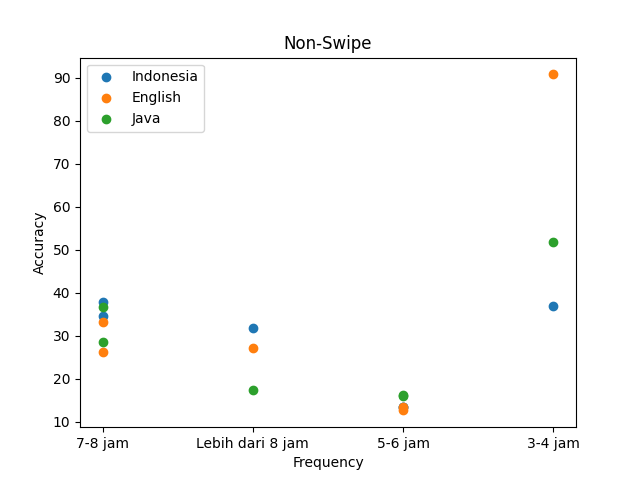 Non-Swipe
Indonesia
English
Java
90
80
70
60
50
40
30
20
10
Accuracy
7-8 jam
Lebih dari 8 jam
5-6 jam
3-4 jam
Frequency